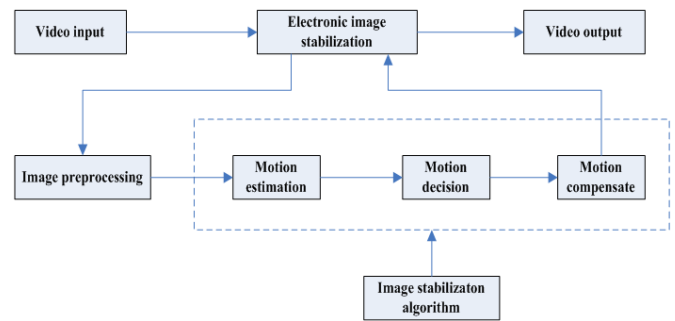 Video input
Electronic image
stabilization
Video output
Image preprocessing
Motion
estimation
Motion
decision
Motion
compensate
Image stabilizaton
algorithm